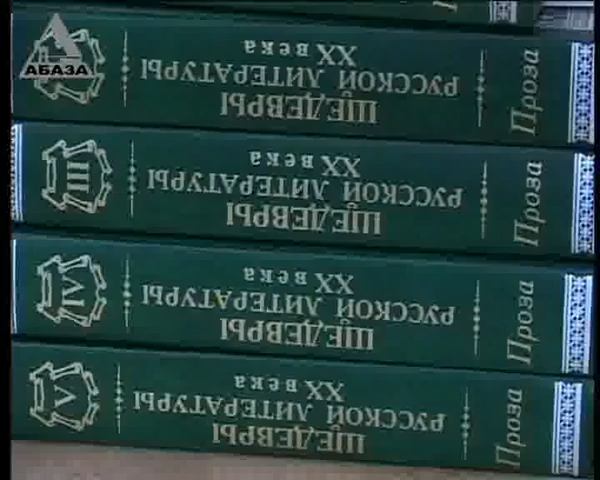 АБАЗА
ШЕДЕВРЫ
РУССКОЙ ЛИТЕРАТУРЫ
XX века
Проза
III
ШЕДЕВРЫ
РУССКОЙ ЛИТЕРАТУРЫ
XX века
Проза
IV
ШЕДЕВРЫ
РУССКОЙ ЛИТЕРАТУРЫ
XX века
Проза
V
ШЕДЕВРЫ
РУССКОЙ ЛИТЕРАТУРЫ
XX века
Проза